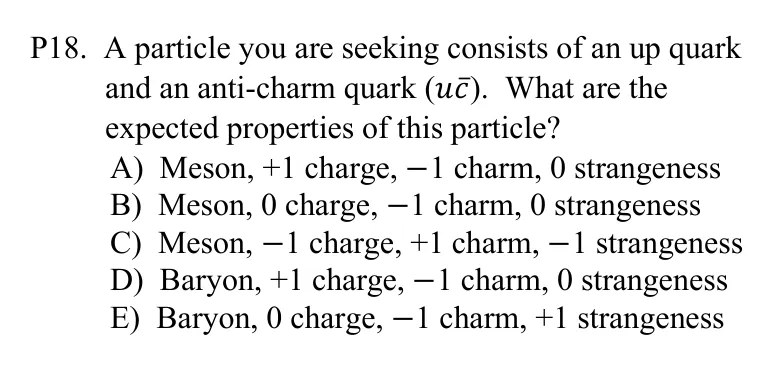 P18. A particle you are seeking consists of an up quark
and an anti-charm quark (uc̄). What are the
expected properties of this particle?
A) Meson, +1 charge, −1 charm, 0 strangeness
B) Meson, 0 charge, −1 charm, 0 strangeness
C) Meson, −1 charge, +1 charm, −1 strangeness
D) Baryon, +1 charge, −1 charm, 0 strangeness
E) Baryon, 0 charge, −1 charm, +1 strangeness